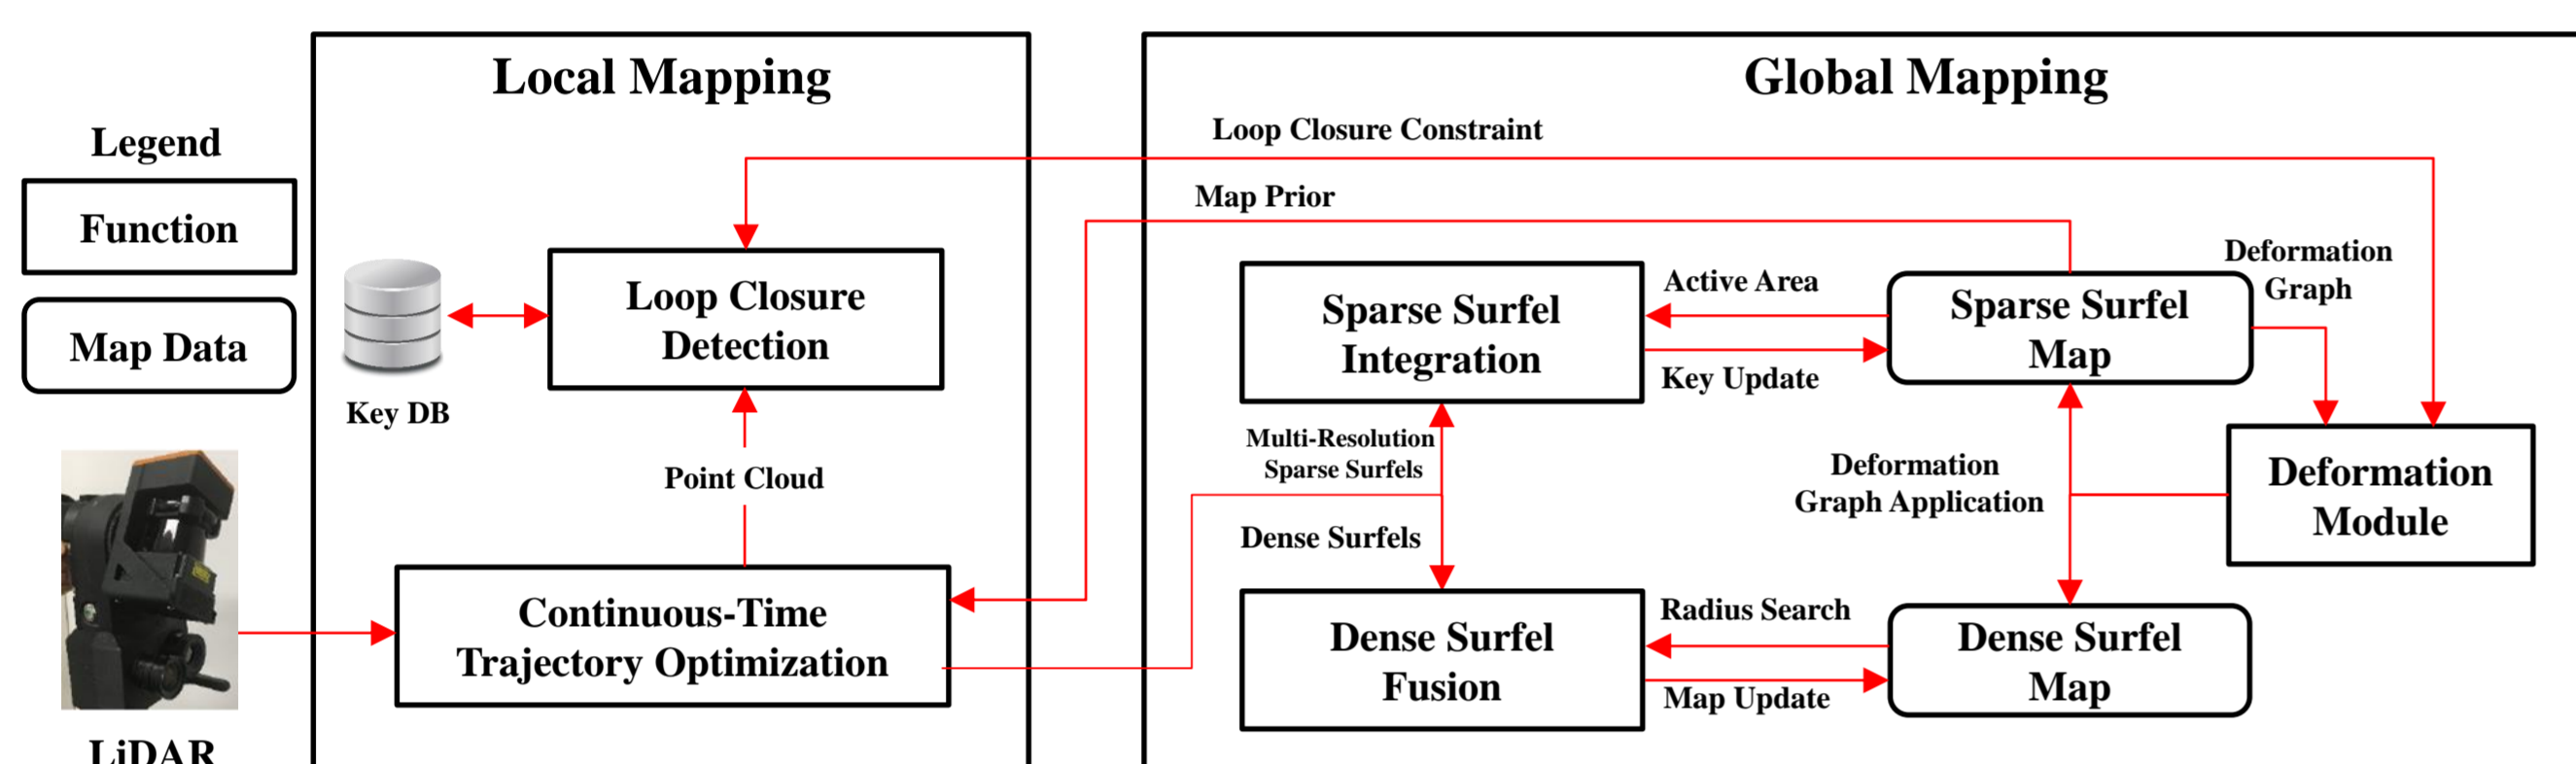 Local Mapping
Global Mapping
Legend
Function
Map Data
LiDAR
Key DB
Loop Closure
Detection
Point Cloud
Continuous-Time
Trajectory Optimization
Loop Closure Constraint
Map Prior
Sparse Surfel
Integration
Active Area
Key Update
Sparse Surfel
Map
Deformation
Graph
Multi-Resolution
Sparse Surfels
Dense Surfels
Deformation
Graph Application
Deformation
Module
Dense Surfel
Fusion
Radius Search
Map Update
Dense Surfel
Map